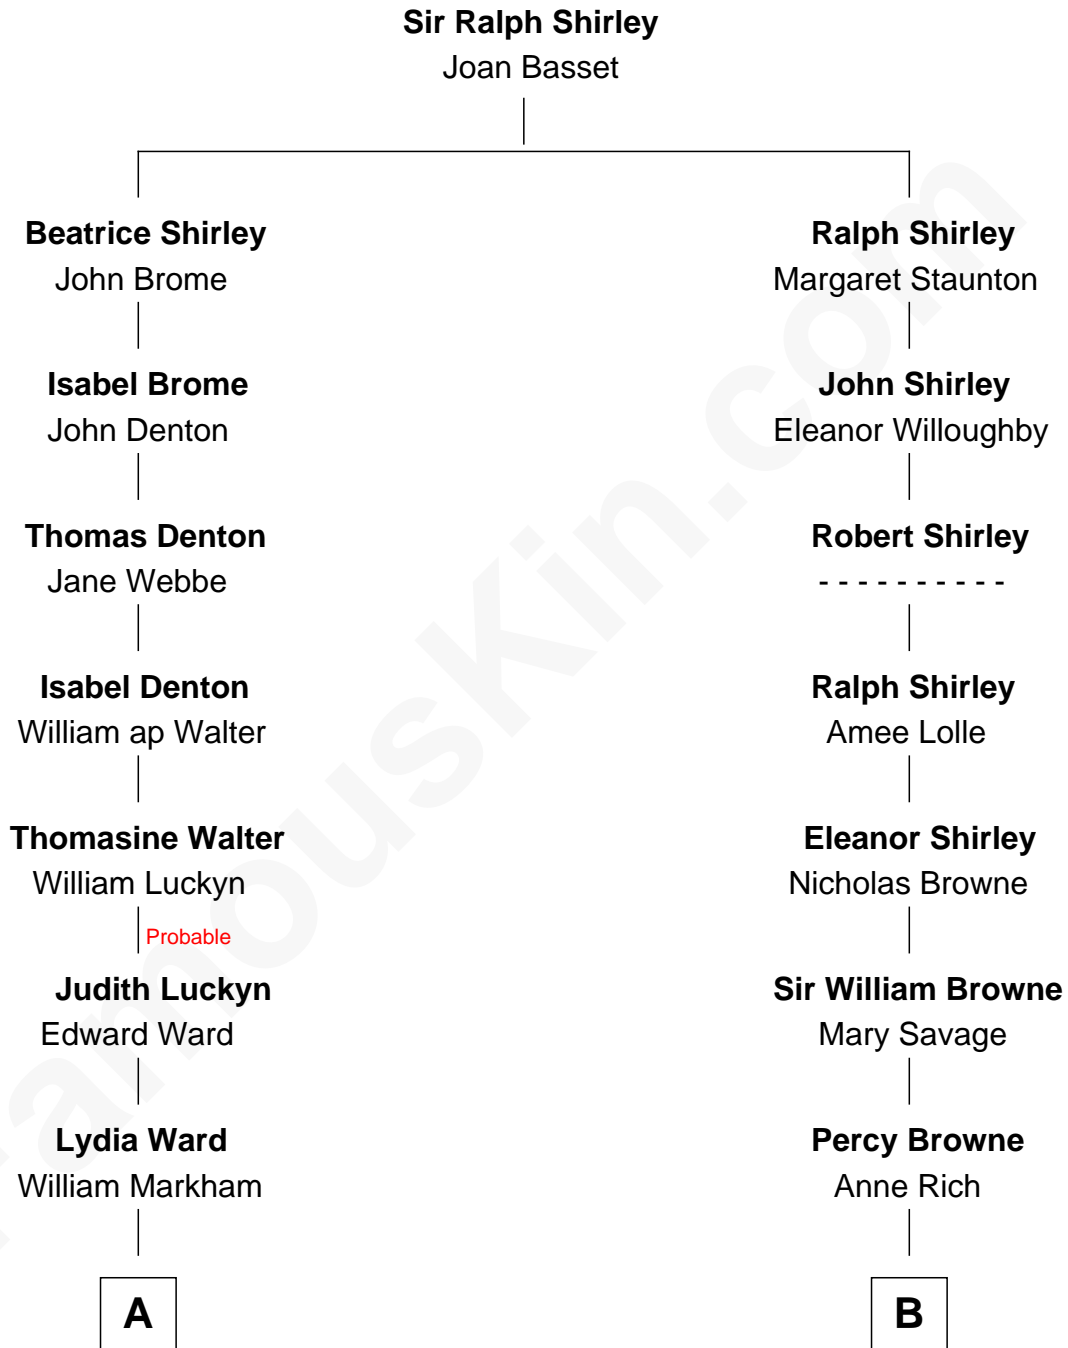 Sir Ralph Shirley
Joan Basset
Beatrice Shirley
John Brome
Ralph Shirley
Margaret Staunton
Isabel Brome
John Denton
John Shirley
Eleanor Willoughby
Thomas Denton
Jane Webbe
Robert Shirley
- - - - - - - - - -
Isabel Denton
William ap Walter
Ralph Shirley
Amee Lolle
Thomasine Walter
William Luckyn
Eleanor Shirley
Nicholas Browne
Probable
Judith Luckyn
Edward Ward
Sir William Browne
Mary Savage
Lydia Ward
William Markham
Percy Browne
Anne Rich
A
B
FamousKin.com